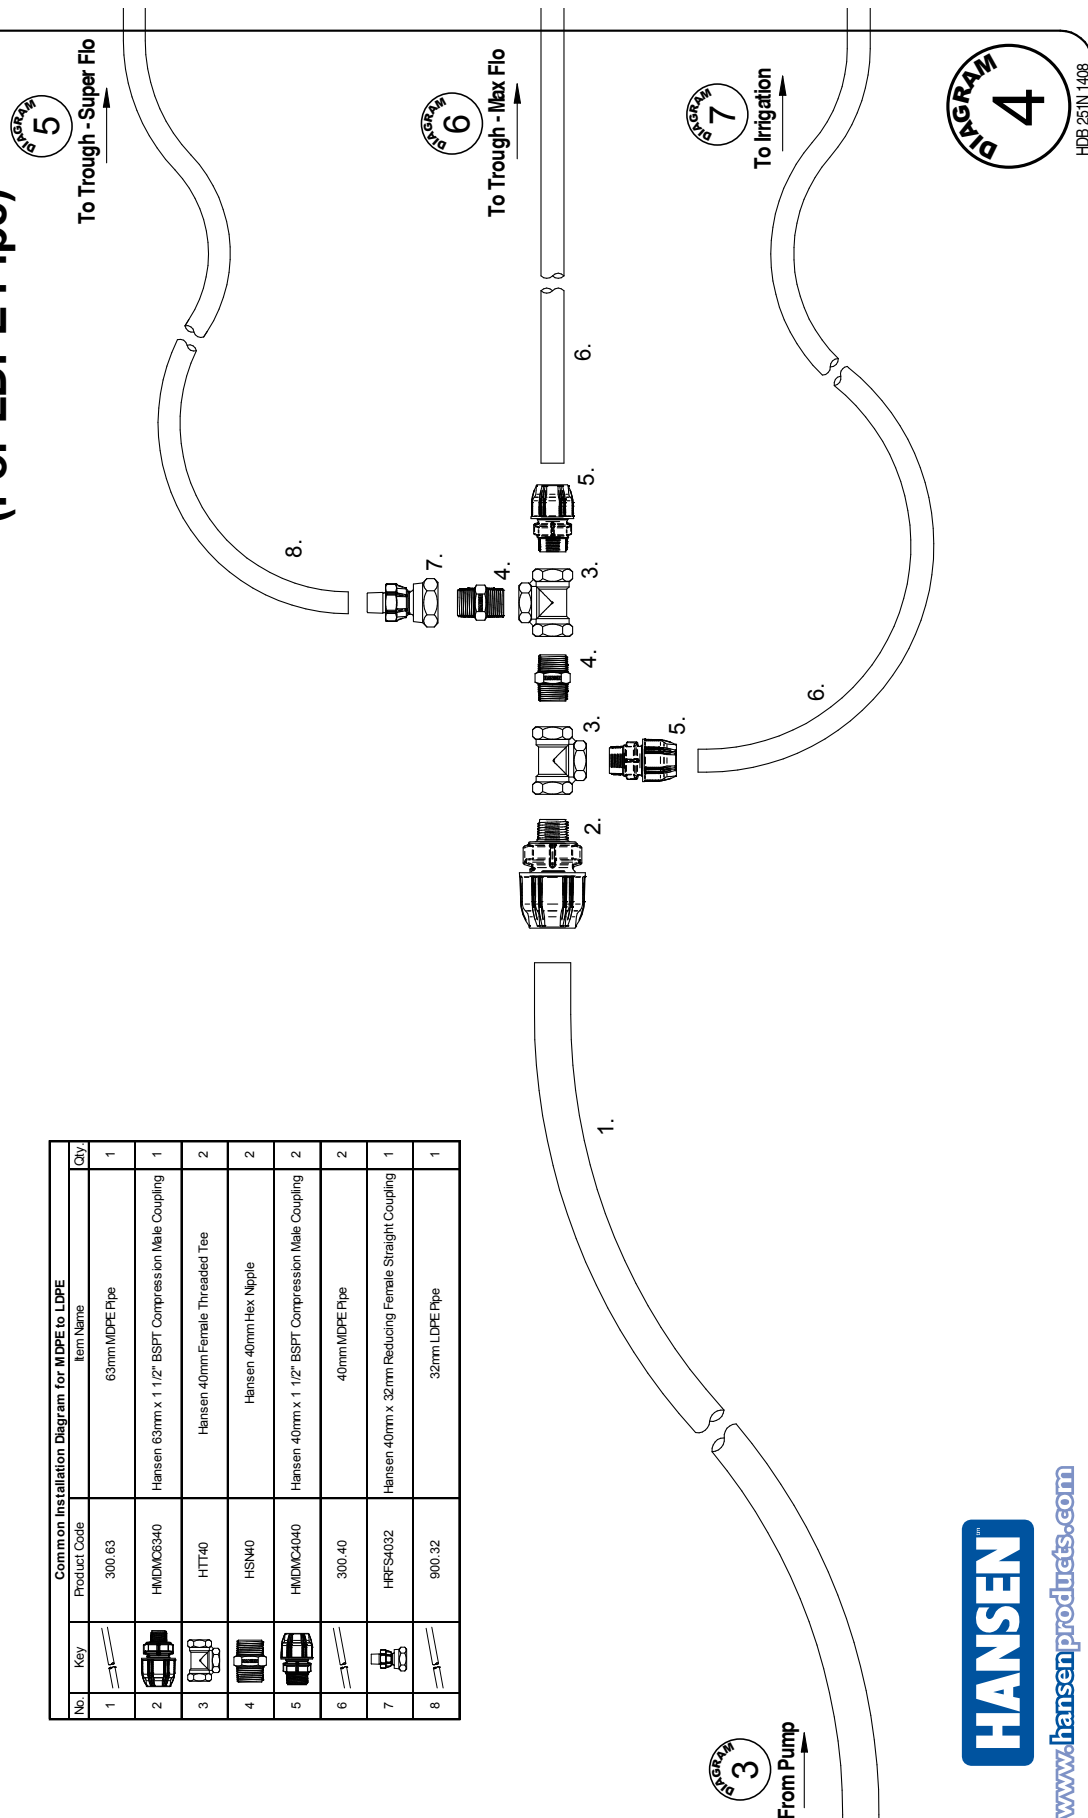 (For LDPE Pipe)
DIAGRAM
5
To Trough - Super Flo
DIAGRAM
6
To Trough - Max Flo
DIAGRAM
7
To Irrigation
DIAGRAM
4
HDB 251N 1408
8.
7.
4.
3.
5.
6.
4.
3.
5.
6.
2.
1.
Common Installation Diagram for MDPE to LDPE
No. Key Product Code Item Name Qty.
1 300.63 63mm MDPE Pipe 1
2 HMDMC6340 Hansen 63mm x 1 1/2" BSPT Compression Male Coupling 1
3 HTT40 Hansen 40mm Female Threaded Tee 2
4 HSN40 Hansen 40mm Hex Nipple 2
5 HMDMC4040 Hansen 40mm x 1 1/2" BSPT Compression Male Coupling 2
6 300.40 40mm MDPE Pipe 2
7 HRFS4032 Hansen 40mm x 32mm Reducing Female Straight Coupling 1
8 900.32 32mm LDPE Pipe 1
DIAGRAM
3
From Pump
HANSEN
www.hansenproducts.com